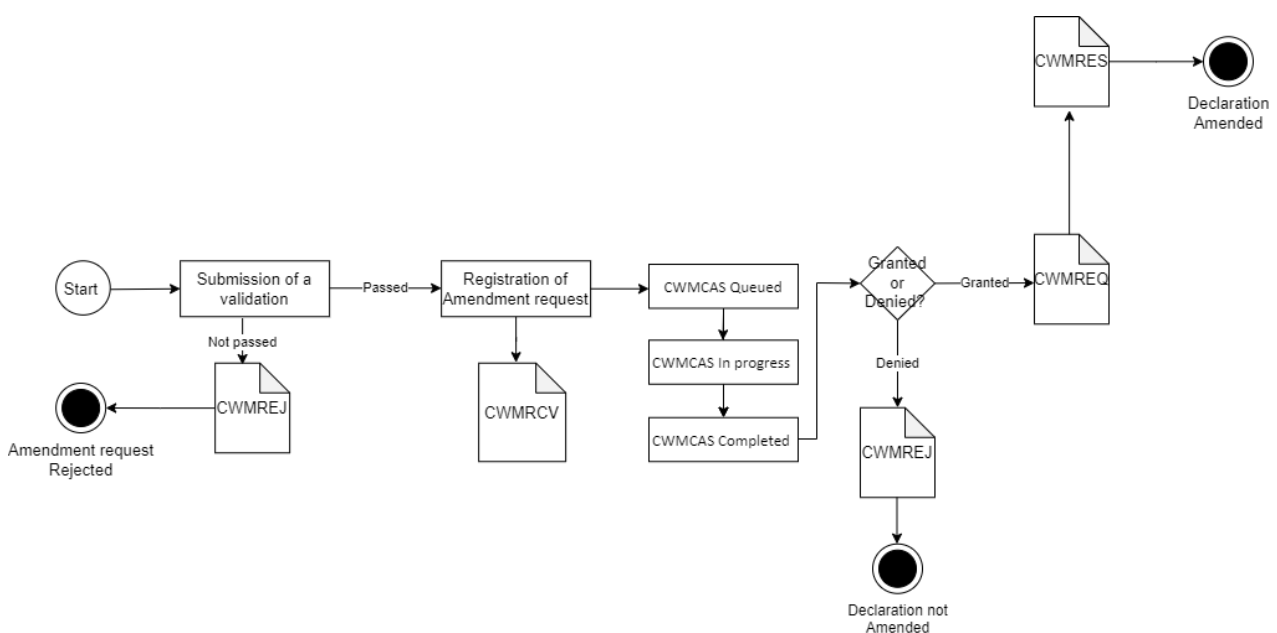 CWMRES
Declaration
Amended
Start
Submission of a
validation
Passed
Registration of
Amendment request
CWMCAS Queued
Granted
or
Denied?
Granted
CWMREQ
Not passed
CWMCAS In progress
Denied
CWMREJ
CWMRCV
CWMCAS Completed
CWMREJ
Amendment request
Rejected
Declaration not
Amended